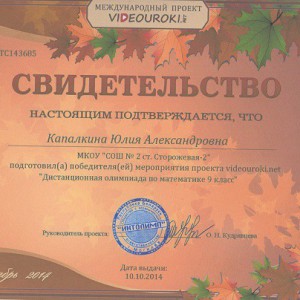 МЕЖДУНАРОДНЫЙ ПРОЕКТ
VIDEOUROKI.NET
ТС143685
СВИДЕТЕЛЬСТВО
НАСТОЯЩИМ ПОДТВЕРЖДАЕТСЯ, ЧТО
Капалкина Юлия Александровна
МКОУ "СОШ № 2 ст. Сторожевая-2"
подготовил(а) победителя(ей) мероприятия проекта videouroki.net
"Дистанционная олимпиада по математике 9 класс"
ИНТОЛИМП
Руководитель проекта:
О. Н. Кудрявцева
Дата выдачи:
10.10.2014
2014